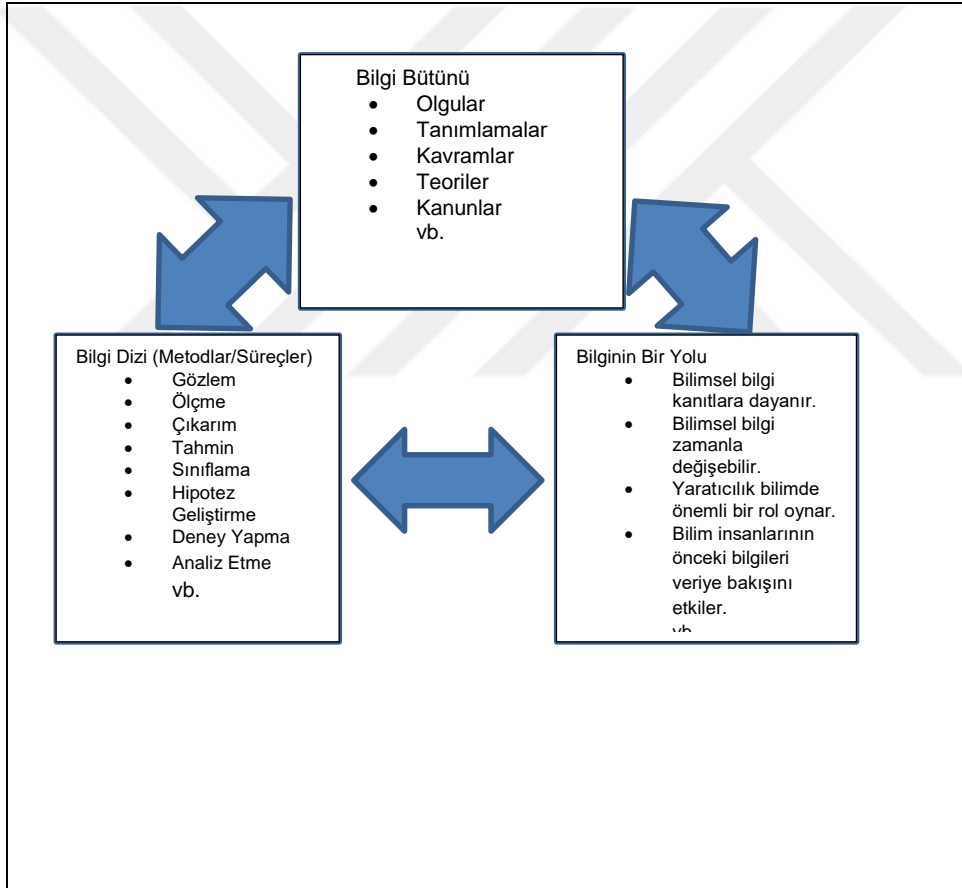 Bilgi Bütünü
• Olgular
• Tanımlamalar
• Kavramlar
• Teoriler
• Kanunlar
vb.
Bilgi Dizi (Metodlar/Süreçler)
• Gözlem
• Ölçme
• Çıkarım
• Tahmin
• Sınıflama
• Hipotez
Geliştirme
• Deney Yapma
• Analiz Etme
vb.
Bilginin Bir Yolu
• Bilimsel bilgi
kanıtlara dayanır.
• Bilimsel bilgi
zamanla
değişebilir.
• Yaratıcılık bilimde
önemli bir rol oynar.
• Bilim insanlarının
önceki bilgileri
veriye bakışını
etkiler.
vb.